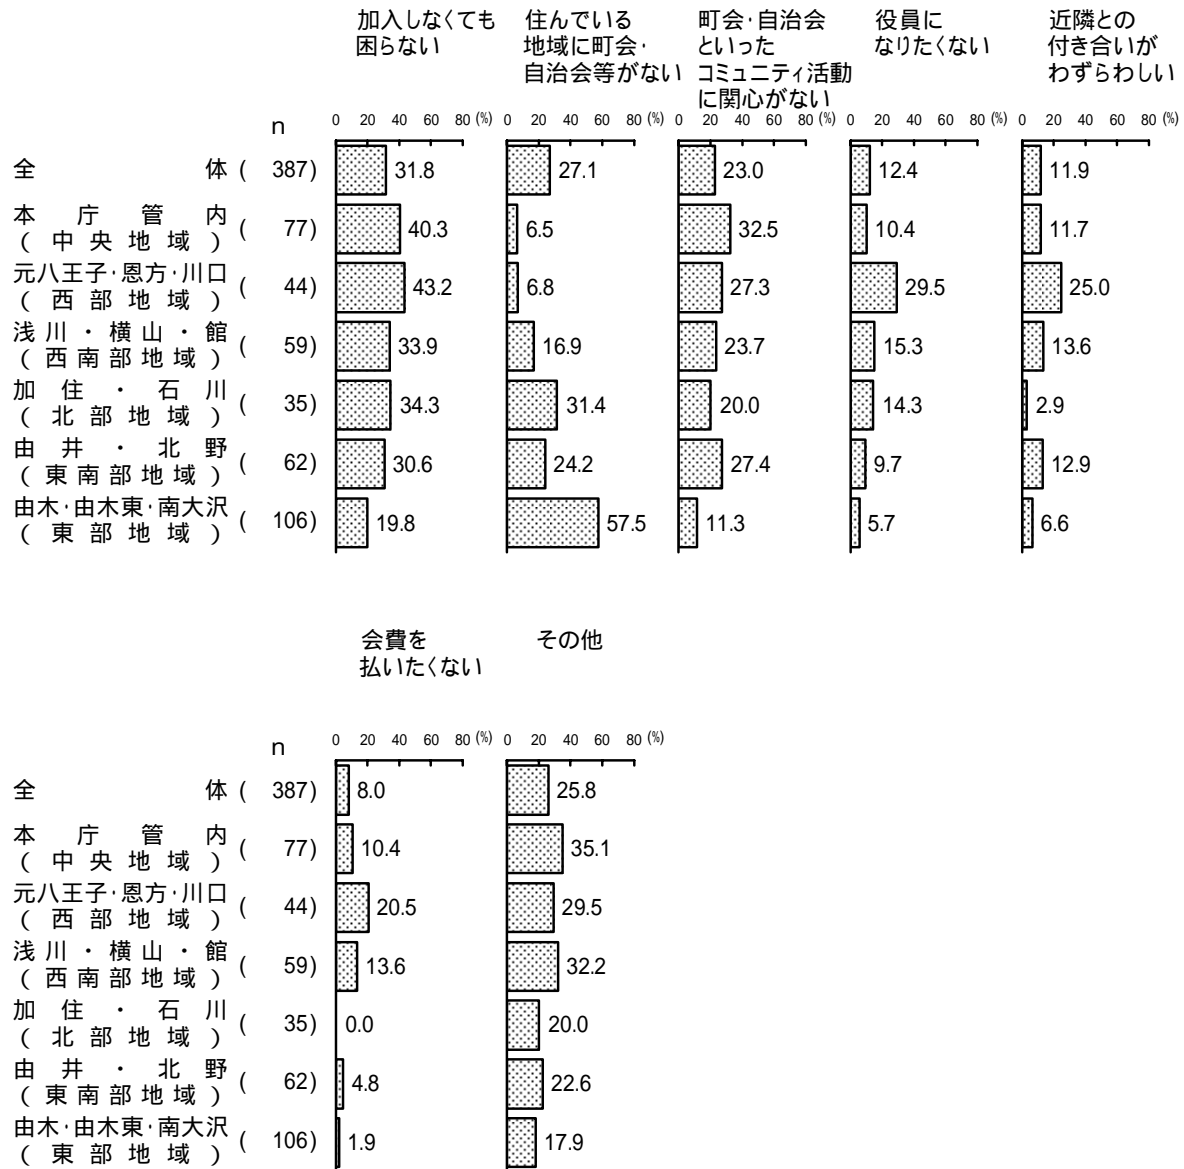 加入しなくても
困らない
住んでいる
地域に町会・
自治会等がない
町会・自治会
といった
コミュニティ活動
に関心がない
役員に
なりたくない
近隣との
付き合いが
わずらわしい
n
0 20 40 60 80 (%) 0 20 40 60 80 (%) 0 20 40 60 80 (%) 0 20 40 60 80 (%) 0 20 40 60 80 (%)
全体 ( 387) 31.8 27.1 23.0 12.4 11.9
本庁管内
(中央地域) ( 77) 40.3 6.5 32.5 10.4 11.7
元八王子・恩方・川口
(西部地域) ( 44) 43.2 6.8 27.3 29.5 25.0
浅川・横山・館
(西南部地域) ( 59) 33.9 16.9 23.7 15.3 13.6
加住・石川
(北部地域) ( 35) 34.3 31.4 20.0 14.3 2.9
由井・北野
(東南部地域) ( 62) 30.6 24.2 27.4 9.7 12.9
由木・由木東・南大沢
(東部地域) ( 106) 19.8 57.5 11.3 5.7 6.6
会費を
払いたくない
その他
n
0 20 40 60 80 (%) 0 20 40 60 80 (%)
全体 ( 387) 8.0 25.8
本庁管内
(中央地域) ( 77) 10.4 35.1
元八王子・恩方・川口
(西部地域) ( 44) 20.5 29.5
浅川・横山・館
(西南部地域) ( 59) 13.6 32.2
加住・石川
(北部地域) ( 35) 0.0 20.0
由井・北野
(東南部地域) ( 62) 4.8 22.6
由木・由木東・南大沢
(東部地域) ( 106) 1.9 17.9